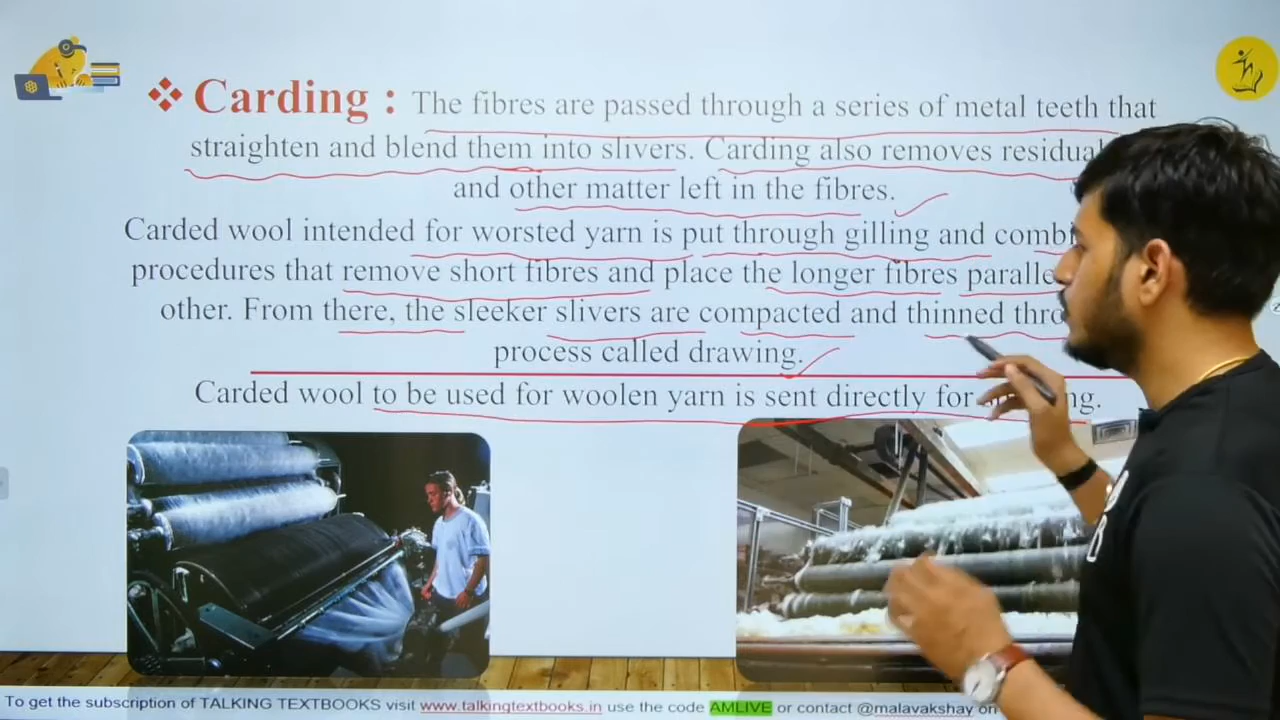 ❖ Carding : The fibres are passed through a series of metal teeth that
straighten and blend them into slivers. Carding also removes residual
and other matter left in the fibres.
Carded wool intended for worsted yarn is put through gilling and
procedures that remove short fibres and place the longer fibres
other. From there, the sleeker slivers are compacted and thinned
process called drawing.
Carded wool to be used for woolen yarn is sent directly for
To get the subscription of TALKING TEXTBOOKS visit www.talkingtextbooks.in use the code AMLIVE or contact @malavakshay on